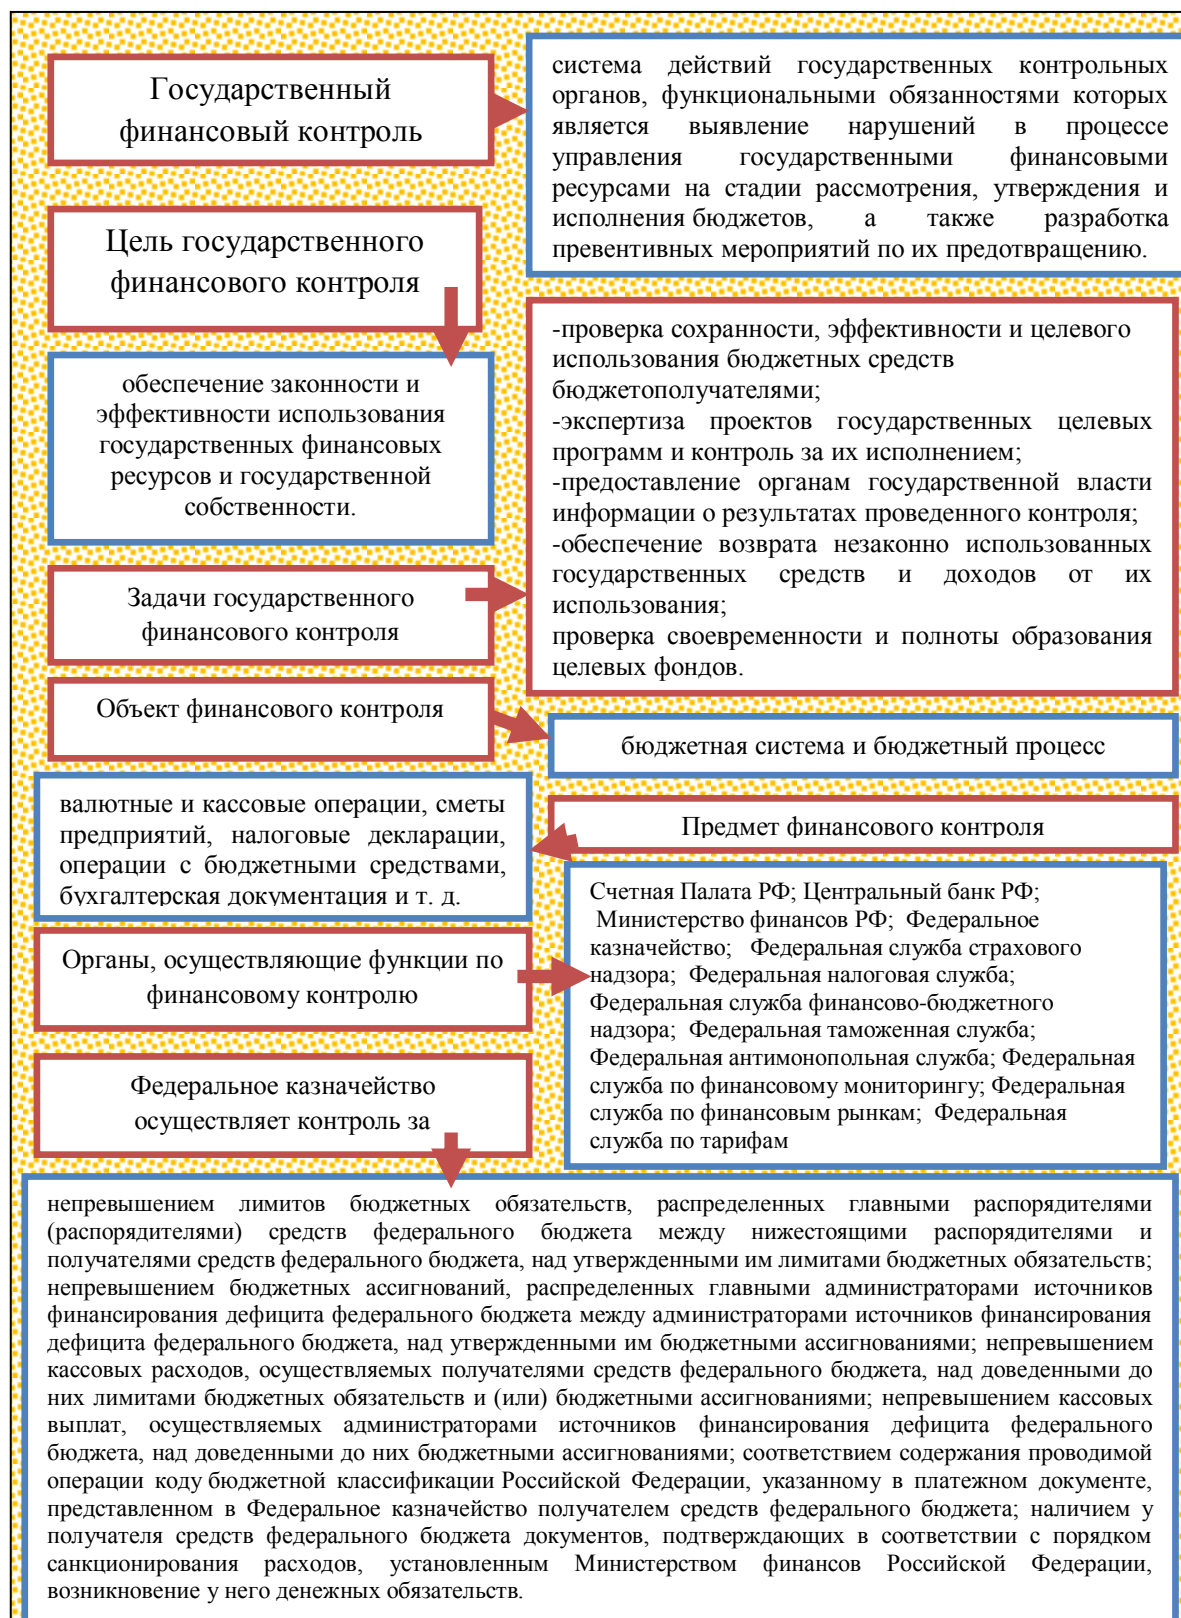 Государственный
финансовый контроль
система действий государственных контрольных
органов, функциональными обязанностями которых
является выявление нарушений в процессе
управления государственными финансовыми
ресурсами на стадии рассмотрения, утверждения и
исполнения бюджетов, а также разработка
превентивных мероприятий по их предотвращению.
Цель государственного
финансового контроля
обеспечение законности и
эффективности использования
государственных финансовых
ресурсов и государственной
собственности.
Задачи государственного
финансового контроля
-проверка сохранности, эффективности и целевого
использования бюджетных средств
бюджетополучателями;
-экспертиза проектов государственных целевых
программ и контроль за их исполнением;
-предоставление органам государственной власти
информации о результатах проведенного контроля;
-обеспечение возврата незаконно использованных
государственных средств и доходов от их
использования;
проверка своевременности и полноты образования
целевых фондов.
Объект финансового контроля
бюджетная система и бюджетный процесс
Предмет финансового контроля
валютные и кассовые операции, сметы
предприятий, налоговые декларации,
операции с бюджетными средствами,
бухгалтерская документация и т. д.
Органы, осуществляющие функции по
финансовому контролю
Счетная Палата РФ; Центральный банк РФ;
Министерство финансов РФ; Федеральное
казначейство; Федеральная служба страхового
надзора; Федеральная налоговая служба;
Федеральная служба финансово-бюджетного
надзора; Федеральная таможенная служба;
Федеральная антимонопольная служба; Федеральная
служба по финансовому мониторингу; Федеральная
служба по финансовым рынкам; Федеральная
служба по тарифам
Федеральное казначейство
осуществляет контроль за
непревышением лимитов бюджетных обязательств, распределенных главными распорядителями
(распорядителями) средств федерального бюджета между нижестоящими распорядителями и
получателями средств федерального бюджета, над утвержденными им лимитами бюджетных обязательств;
непревышением бюджетных ассигнований, распределенных главными администраторами источников
финансирования дефицита федерального бюджета между администраторами источников финансирования
дефицита федерального бюджета, над утвержденными им бюджетными ассигнованиями; непревышением
кассовых расходов, осуществляемых получателями средств федерального бюджета, над доведенными до
них лимитами бюджетных обязательств и (или) бюджетными ассигнованиями; непревышением кассовых
выплат, осуществляемых администраторами источников финансирования дефицита федерального
бюджета, над доведенными до них бюджетными ассигнованиями; соответствием содержания проводимой
операции коду бюджетной классификации Российской Федерации, указанному в платежном документе,
представленном в Федеральное казначейство получателем средств федерального бюджета; наличием у
получателя средств федерального бюджета документов, подтверждающих в соответствии с порядком
санкционирования расходов, установленным Министерством финансов Российской Федерации,
возникновение у него денежных обязательств.